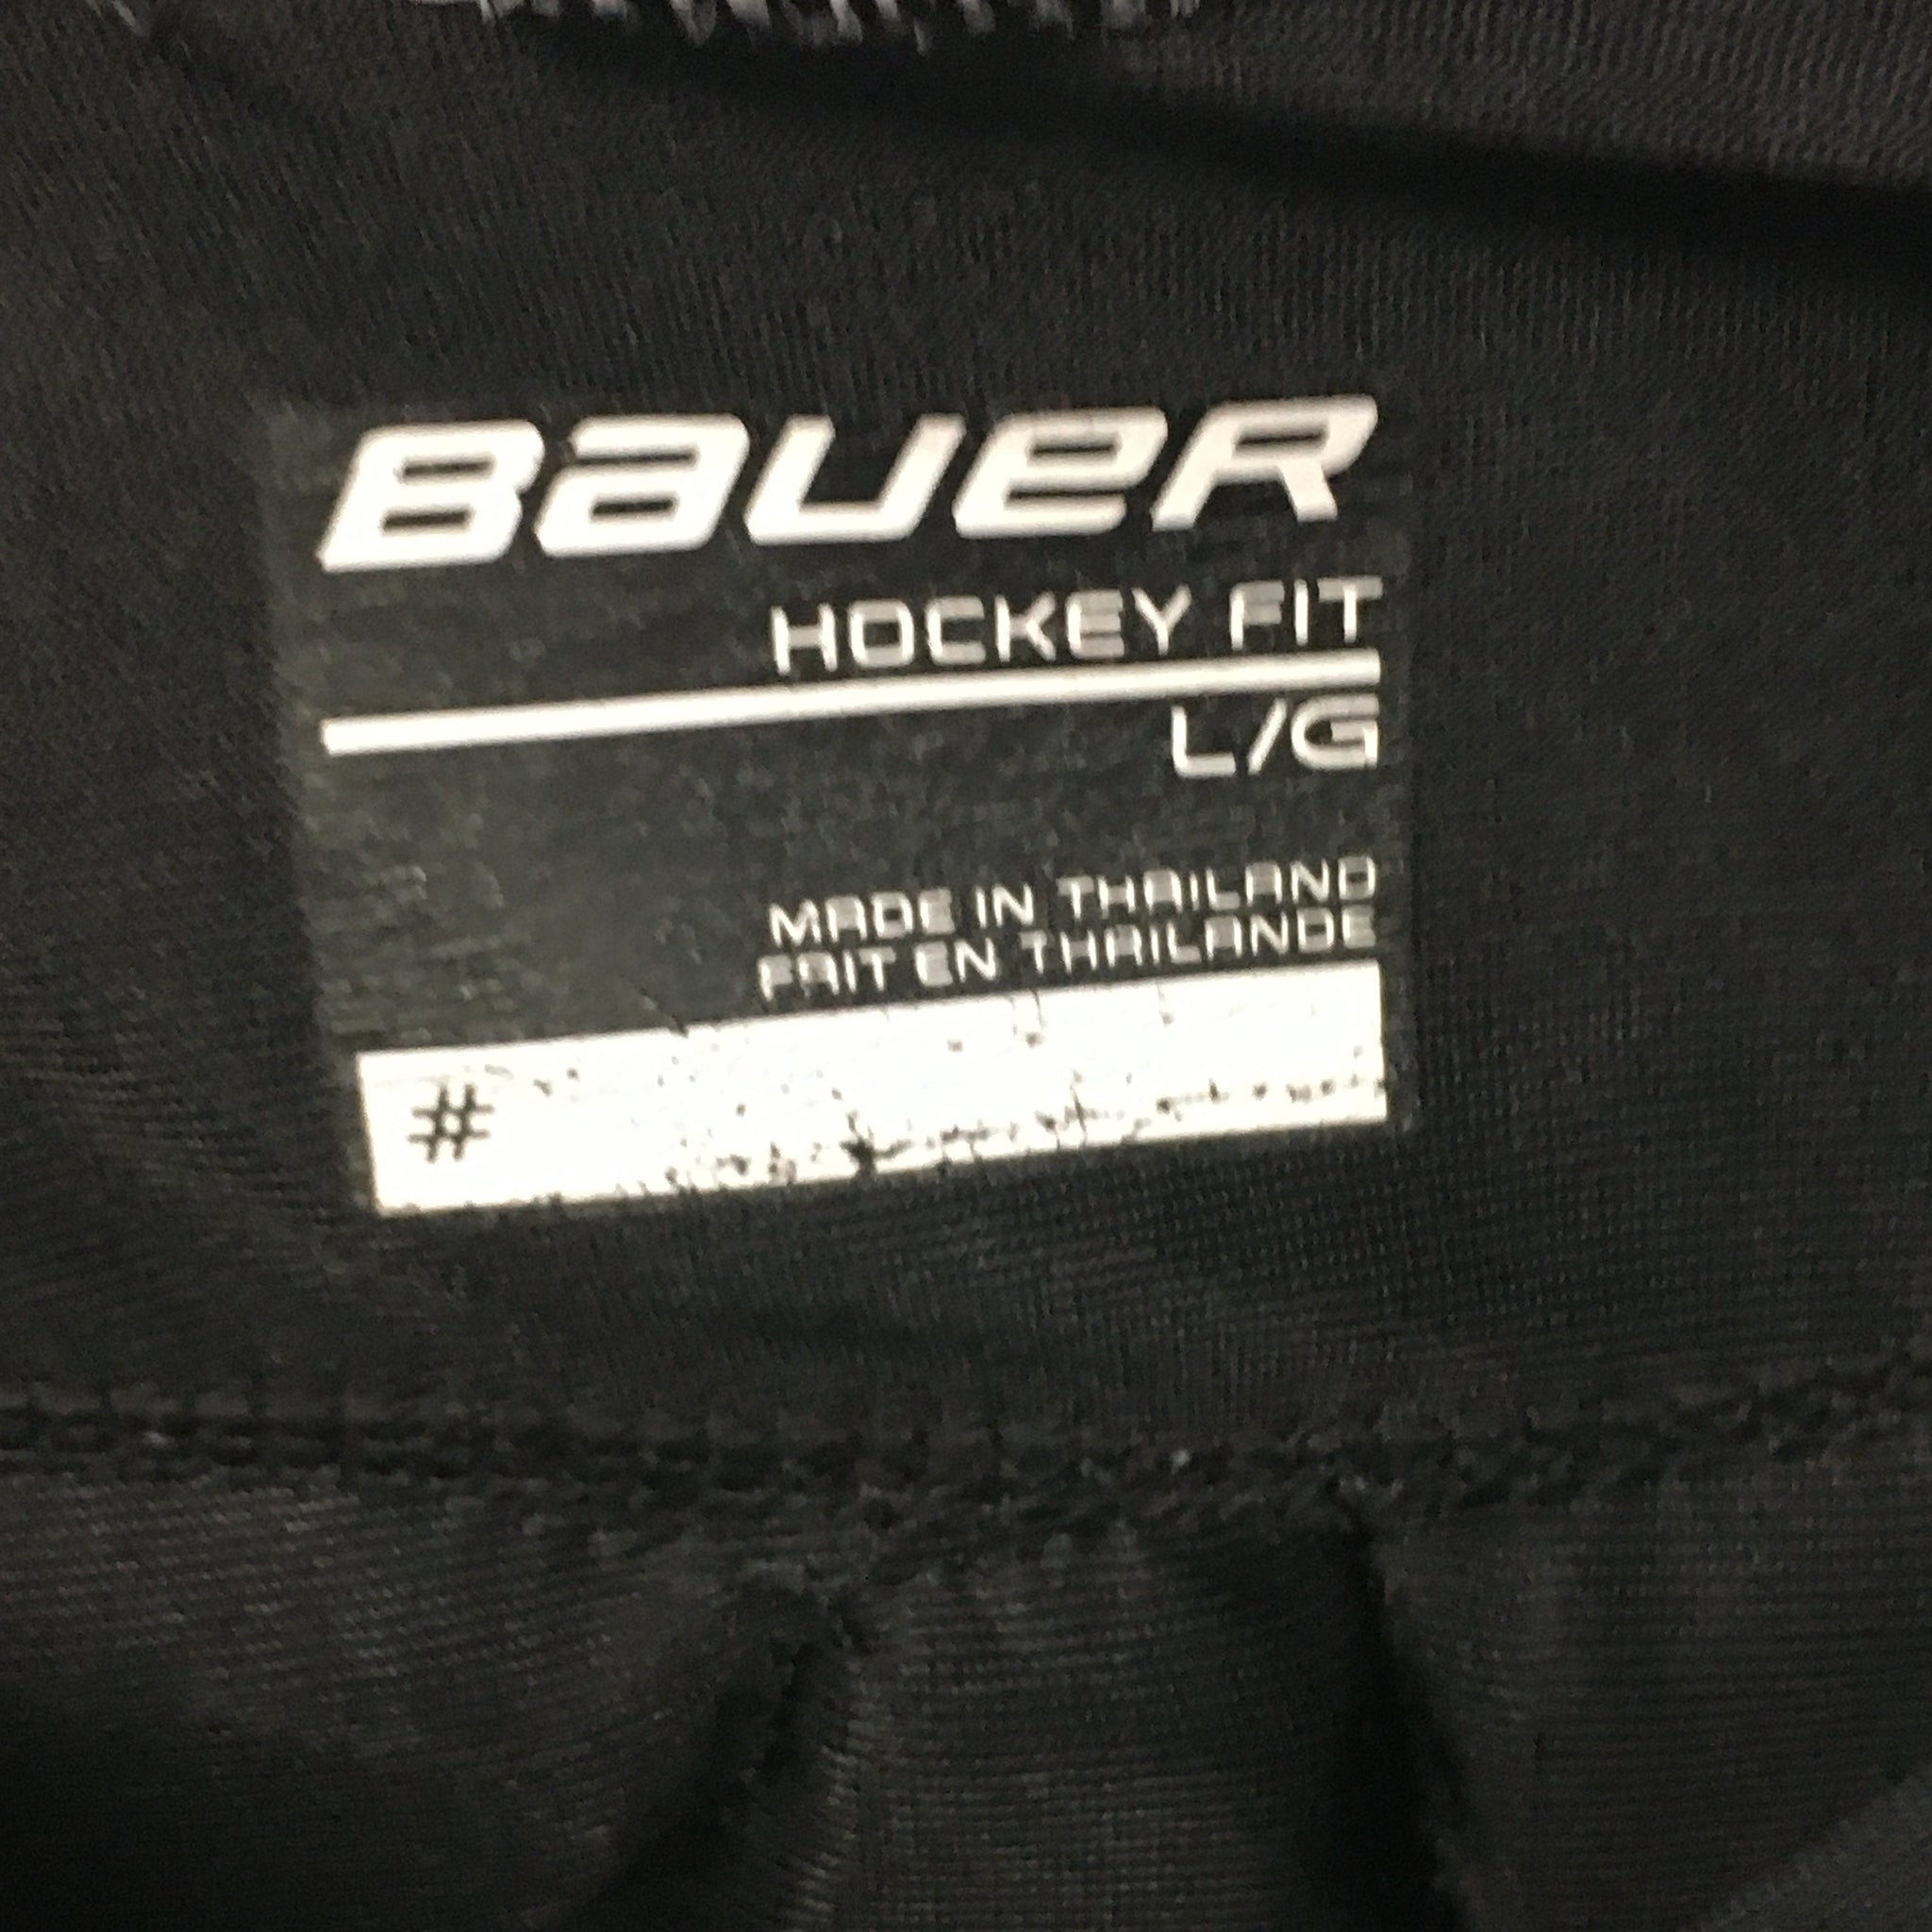 BAUER
HOCKEY FIT
L/G
MADE IN THAILAND
FAIT EN THAILANDE
#